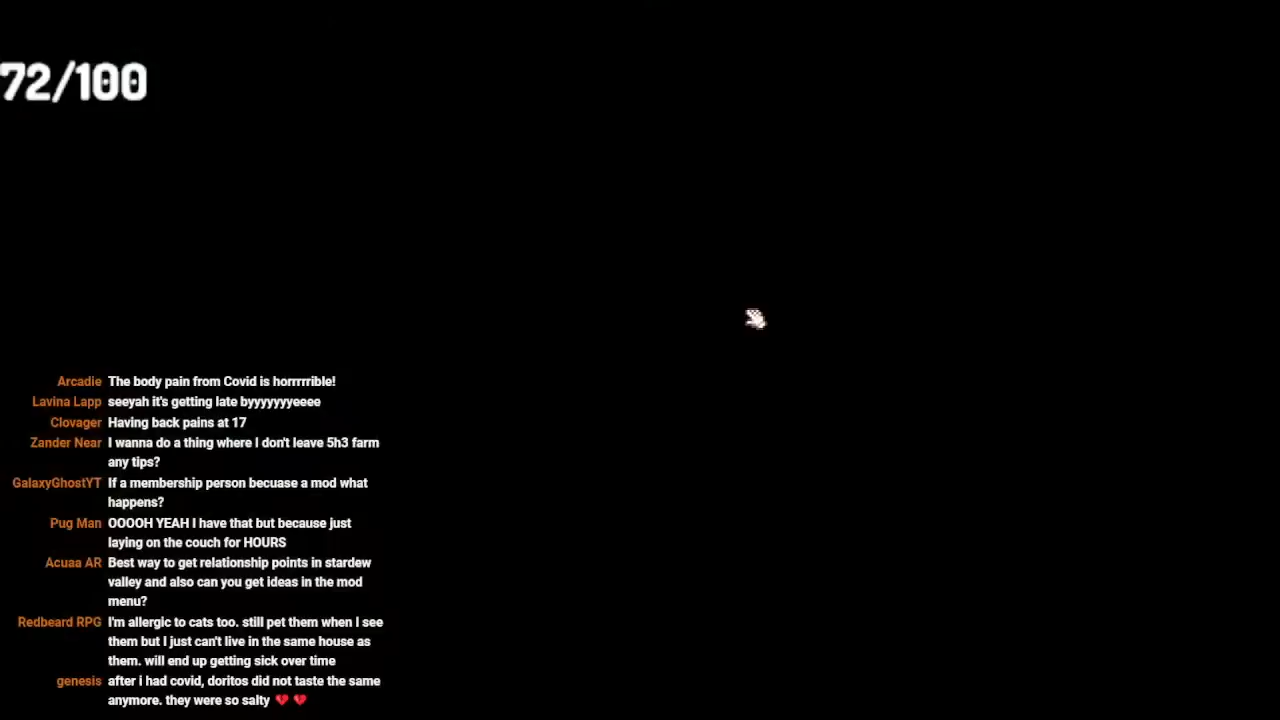 72/100
Arcadie The body pain from Covid is horrrrrible!
Lavina Lapp seeyah it's getting late byyyyyyeeee
Clovager Having back pains at 17
Zander Near I wanna do a thing where I don't leave 5h3 farm
any tips?
GalaxyGhostYT If a membership person becuase a mod what
happens?
Pug Man OOOOH YEAH I have that but because just
laying on the couch for HOURS
Acuaa AR Best way to get relationship points in stardew
valley and also can you get ideas in the mod
menu?
Redbeard RPG I'm allergic to cats too. still pet them when I see
them but I just can't live in the same house as
them. will end up getting sick over time
genesis after i had covid, doritos did not taste the same
anymore. they were so salty 💔 💔